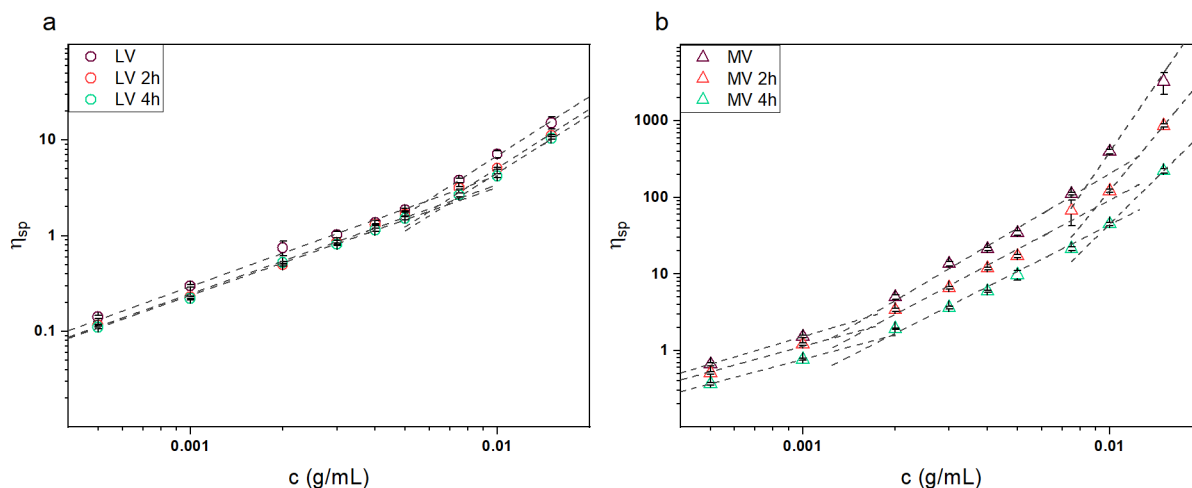 a
LV
LV 2h
LV 4h
10
1
0.1
ηsp
0.001
0.01
c (g/mL)
b
MV
MV 2h
MV 4h
1000
100
10
1
ηsp
0.001
0.01
c (g/mL)